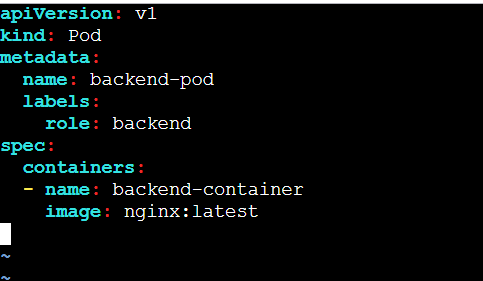 apiVersion: v1
kind: Pod
metadata:
  name: backend-pod
  labels:
    role: backend
spec:
  containers:
  - name: backend-container
    image: nginx:latest
~
~